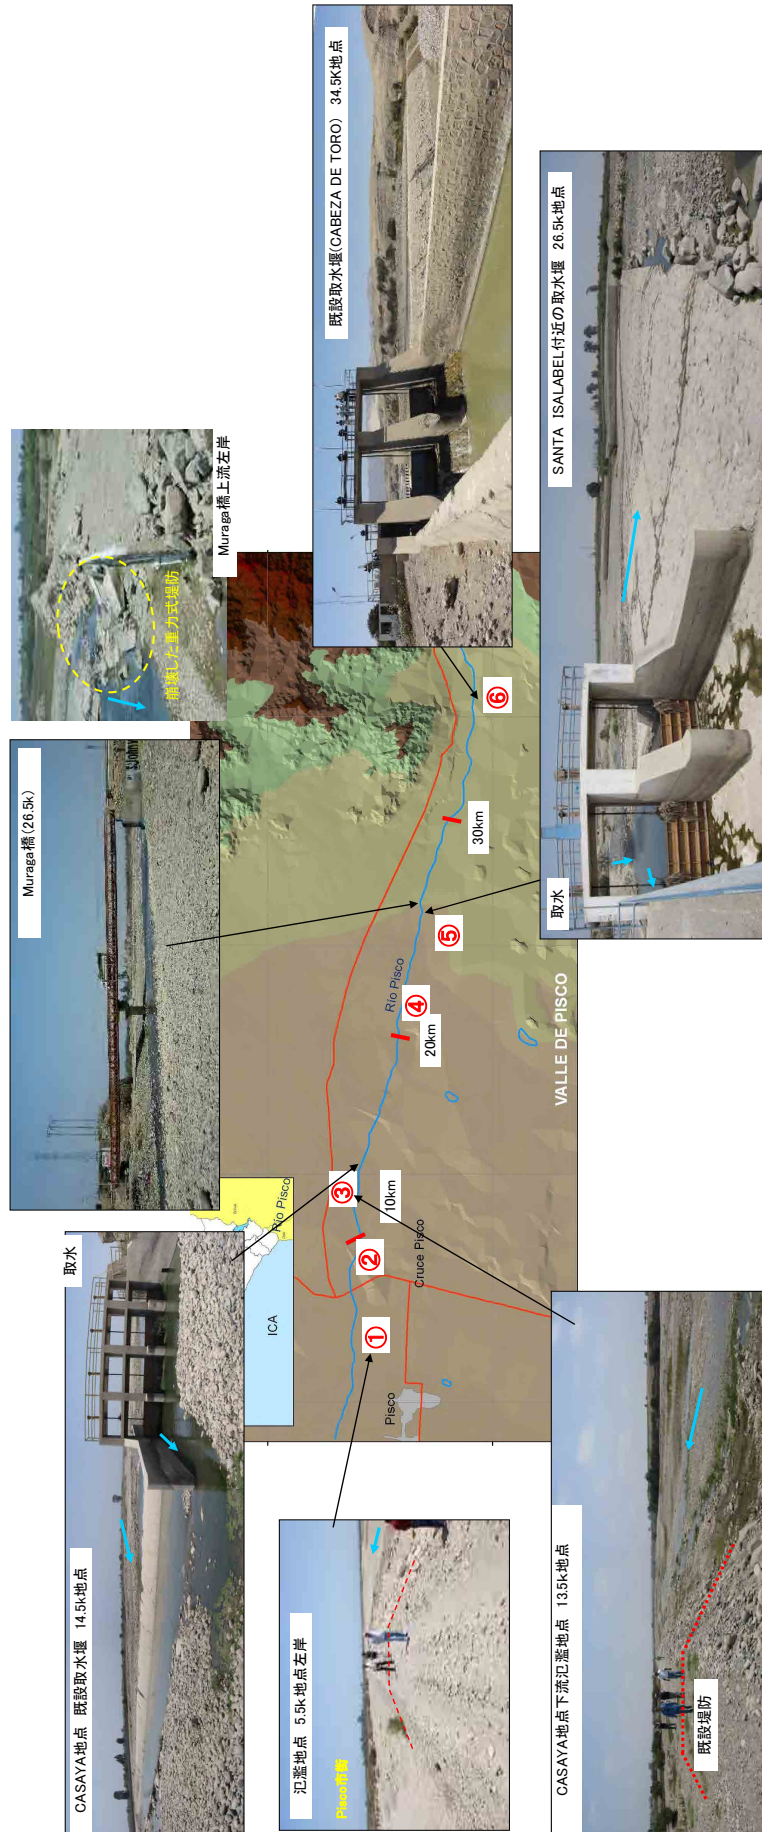 CASAYA地点 既設取水堰 14.5k地点
取水
Muraga橋(26.5k)
Muraga橋上流左岸
崩壊した重力式堤防
既設取水堰(CABEZA DE TORO) 34.5K地点
氾濫地点 5.5k地点左岸
Pisco市街
ICA
Río Pisco
Pisco
Cruce Pisco
①
②
③
④
⑤
⑥
10km
20km
30km
Río Pisco
VALLE DE PISCO
CASAYA地点下流氾濫地点 13.5k地点
既設堤防
SANTA ISALABEL付近の取水堰 26.5k地点
取水